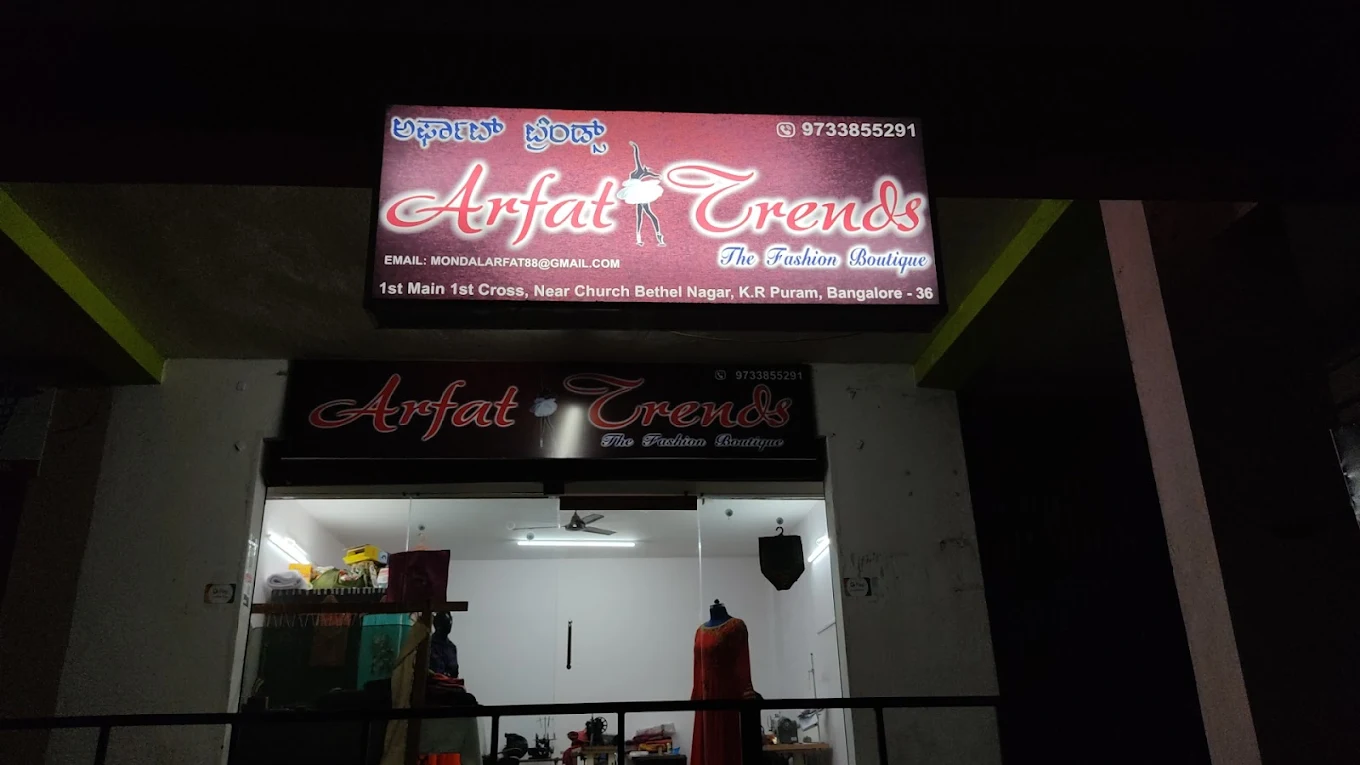 ಅರ್ಫಾಟ್ ಟ್ರೆಂಡ್ಸ್
9733855291
Arfat Trends
The Fashion Boutique
EMAIL: MONDALARFAT88@GMAIL.COM
1st Main 1st Cross, Near Church Bethel Nagar, K.R Puram, Bangalore - 36
9733855291
Arfat Trends
The Fashion Boutique